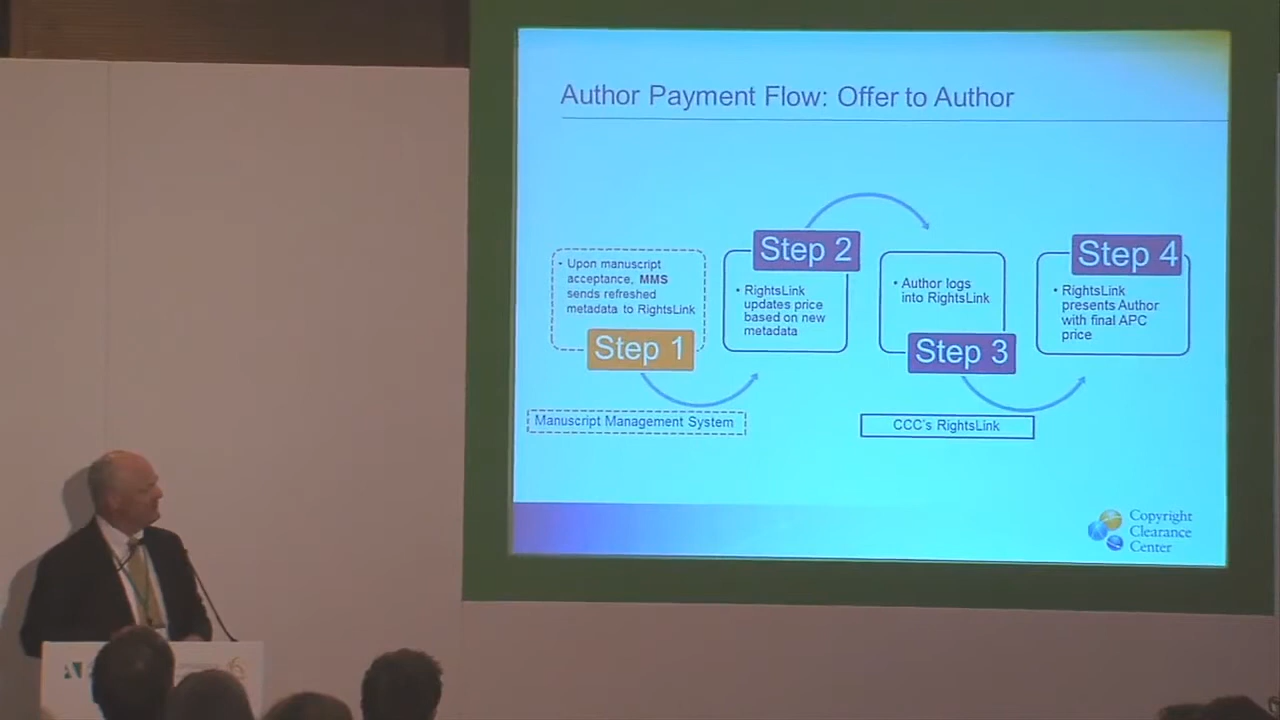 Author Payment Flow: Offer to Author
• Upon manuscript
acceptance, MMS
sends refreshed
metadata to RightsLink
Step 1
Step 2
• RightsLink
updates price
based on new
metadata
• Author logs
into RightsLink
Step 3
Step 4
• RightsLink
presents Author
with final APC
price
Manuscript Management System
CCC's RightsLink
Copyright
Clearance
Center